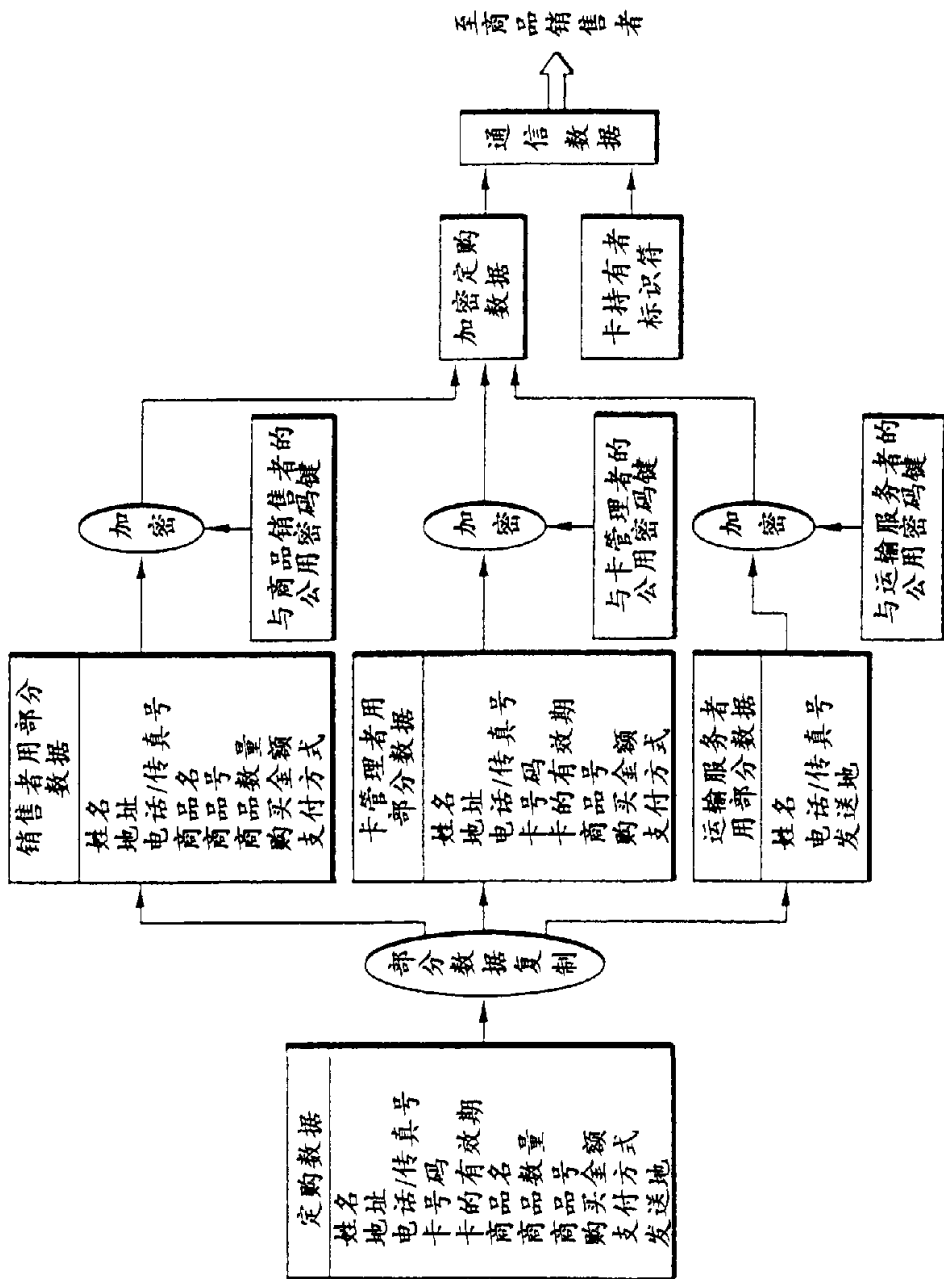 定购数据
姓名
地址
电话/传真号
卡号码
卡的有效期
商品名
商品数量
商品号
购买金额
支付方式
发送地
部分数据复制
销售者用部分
数据
姓名
地址
电话/传真号
商品名
商品号
商品数量
购买金额
支付方式
卡管理者用
部分数据
姓名
地址
电话/传真号
卡号码
卡的有效期
商品号
购买金额
支付方式
运输服务者
用部分数据
姓名
电话/传真号
发送地
加密
与商品销售者的
公用密码键
加密
与卡管理者的
公用密码键
加密
与运输服务者的
公用密码键
加密定购
数据
卡持有者
标识符
通信数据
至商品销售者